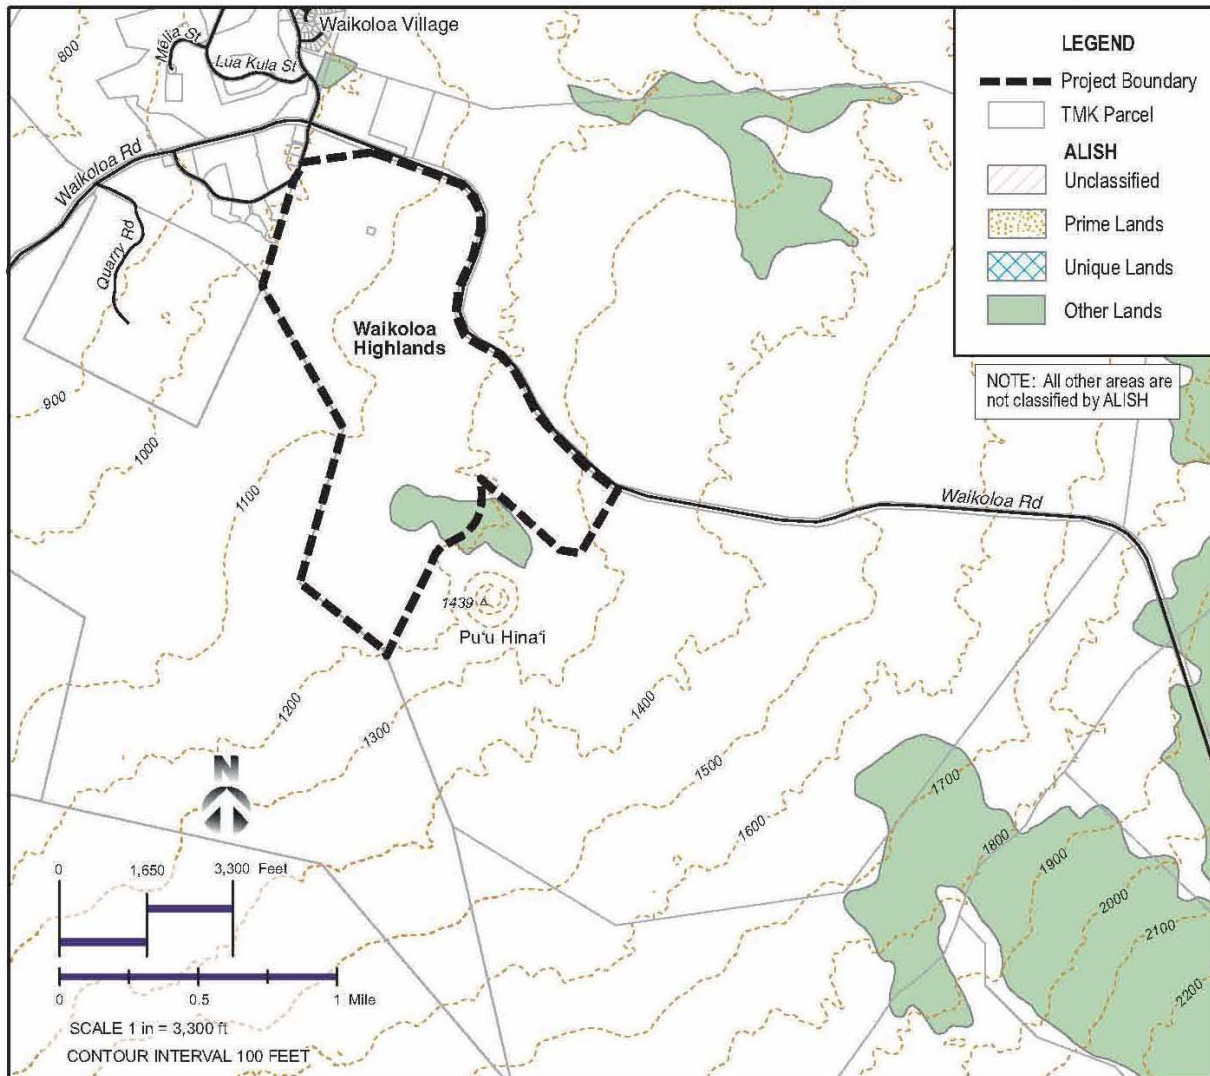 Waikoloa Village
Melia St
Lua Kula St
Waikoloa Rd
Quarry Rd
800
900
1000
1100
Waikoloa
Highlands
1439
Puʻu Hinaʻi
Waikoloa Rd
1200
1300
1400
1500
1600
1700
1800
1900
2000
2100
2200
LEGEND
Project Boundary
TMK Parcel
ALISH
Unclassified
Prime Lands
Unique Lands
Other Lands
NOTE: All other areas are
not classified by ALISH
N
0 1,650 3,300 Feet
0 0.5 1 Mile
SCALE 1 in = 3,300 ft
CONTOUR INTERVAL 100 FEET